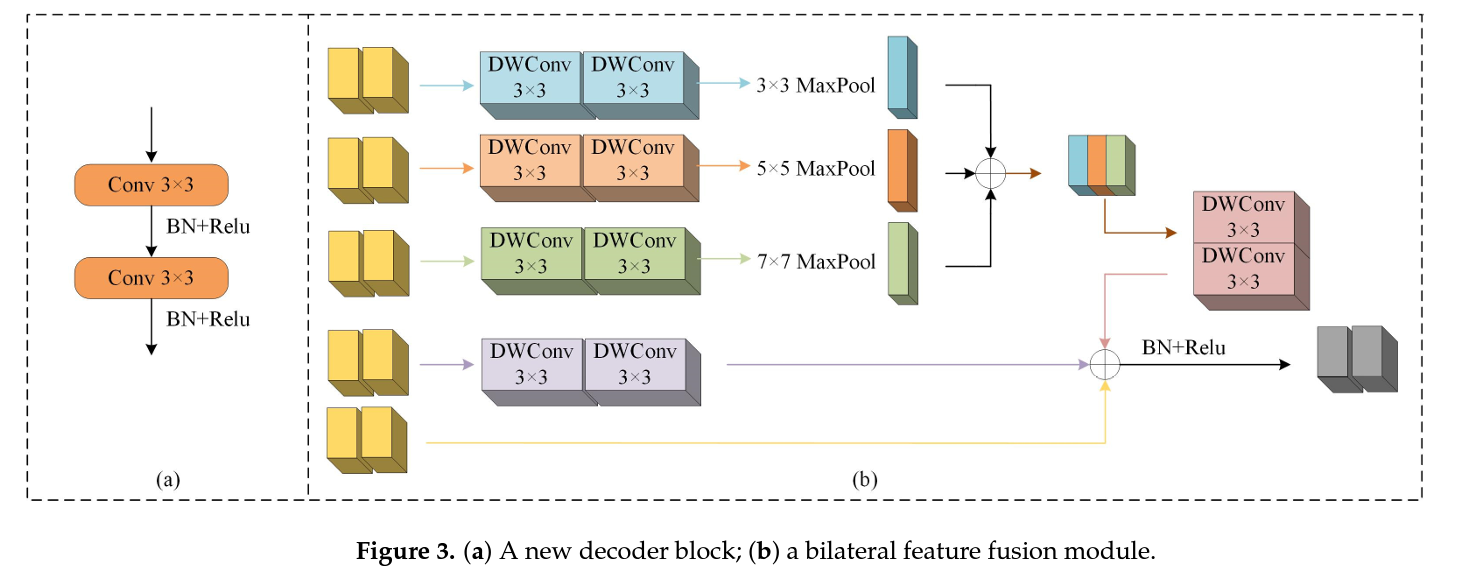 Conv 3×3
BN+Relu
Conv 3×3
BN+Relu
(a)
DWConv DWConv
3×3 3×3
3×3 MaxPool
DWConv DWConv
3×3 3×3
5×5 MaxPool
DWConv DWConv
3×3 3×3
7×7 MaxPool
DWConv
3×3
DWConv
3×3
DWConv DWConv
3×3 3×3
BN+Relu
(b)
Figure 3. (a) A new decoder block; (b) a bilateral feature fusion module.